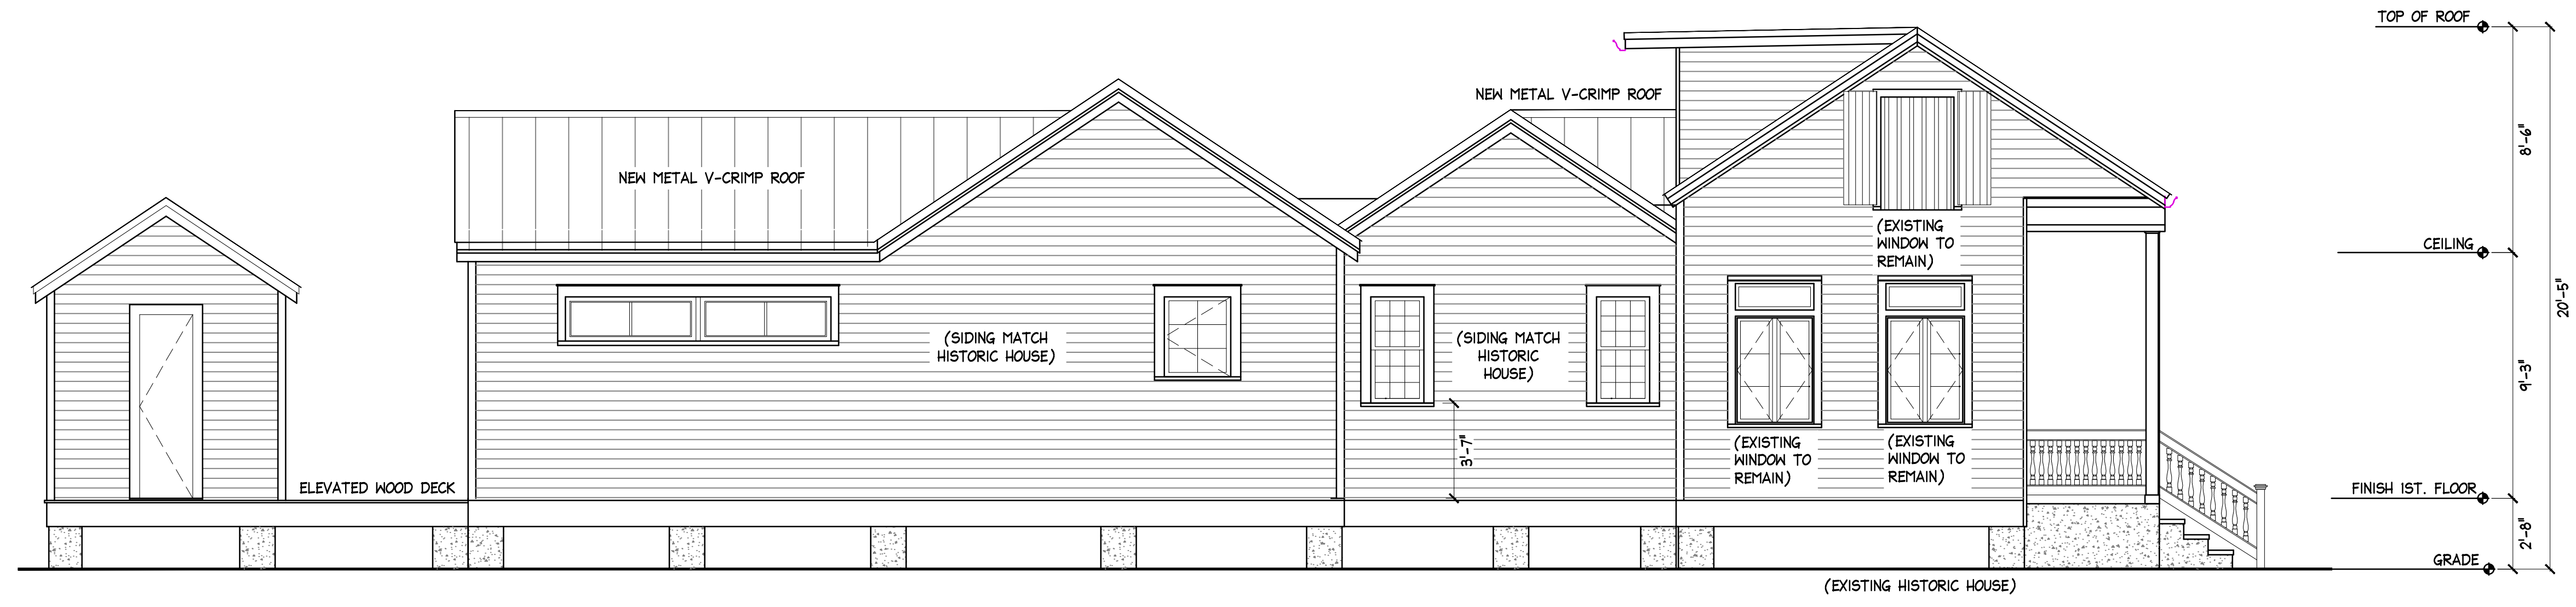 TOP OF ROOF
NEW METAL V-CRIMP ROOF
8'-6"
NEW METAL V-CRIMP ROOF
(EXISTING
WINDOW TO
REMAIN)
CEILING
20'-5"
(SIDING MATCH
HISTORIC HOUSE)
(SIDING MATCH
HISTORIC
HOUSE)
9'-3"
3'-7"
(EXISTING
WINDOW TO
REMAIN)
(EXISTING
WINDOW TO
REMAIN)
ELEVATED WOOD DECK
FINISH 1ST. FLOOR
2'-8"
GRADE
(EXISTING HISTORIC HOUSE)